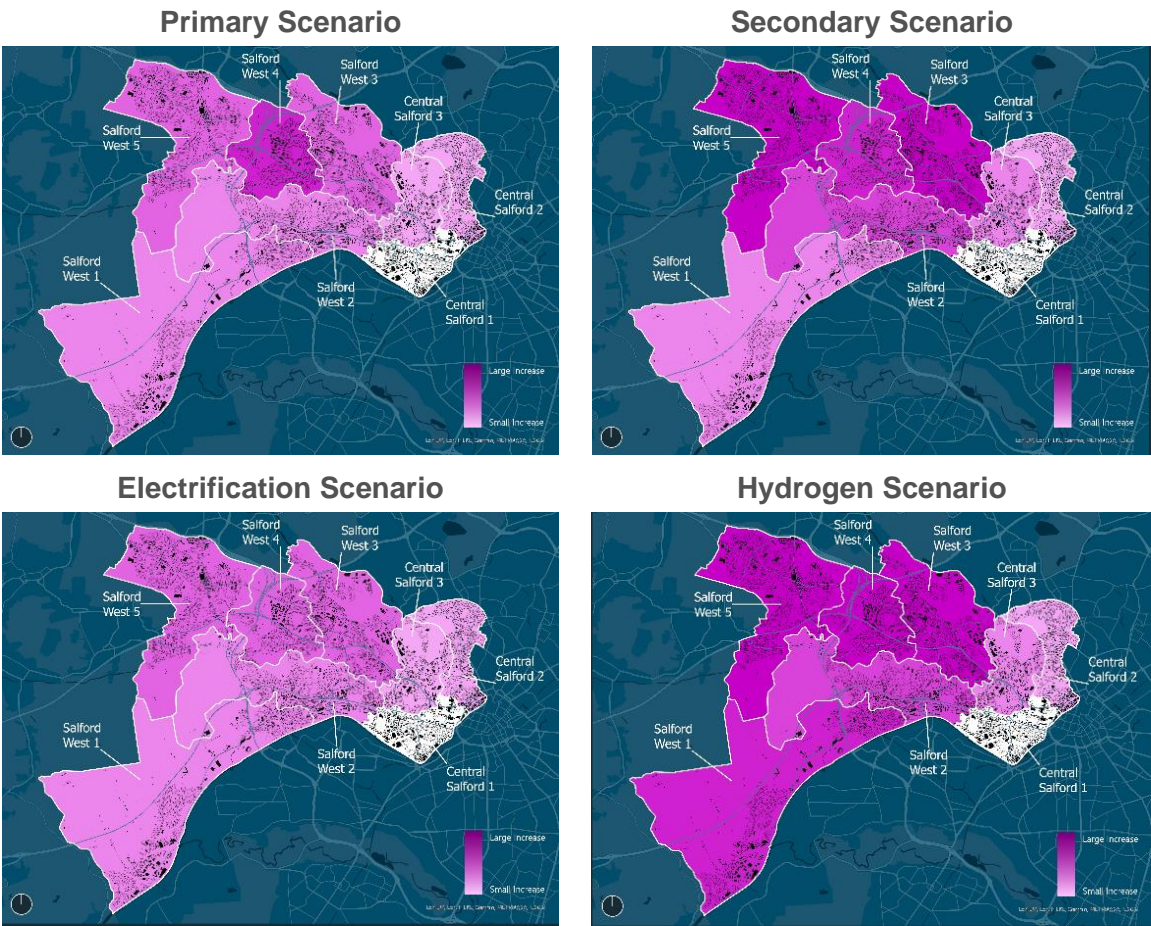 Primary Scenario
Secondary Scenario
Salford
West 4
Salford
West 3
Central
Salford 3
Salford
West 5
Central
Salford 2
Salford
West 1
Salford
West 2
Central
Salford 1
Large Increase
Small Increase
Salford
West 4
Salford
West 3
Central
Salford 3
Salford
West 5
Central
Salford 2
Salford
West 1
Salford
West 2
Central
Salford 1
Large Increase
Small Increase
Electrification Scenario
Hydrogen Scenario
Salford
West 4
Salford
West 3
Central
Salford 3
Salford
West 5
Central
Salford 2
Salford
West 1
Salford
West 2
Central
Salford 1
Large Increase
Small Increase
Salford
West 4
Salford
West 3
Central
Salford 3
Salford
West 5
Central
Salford 2
Salford
West 1
Salford
West 2
Central
Salford 1
Large Increase
Small Increase